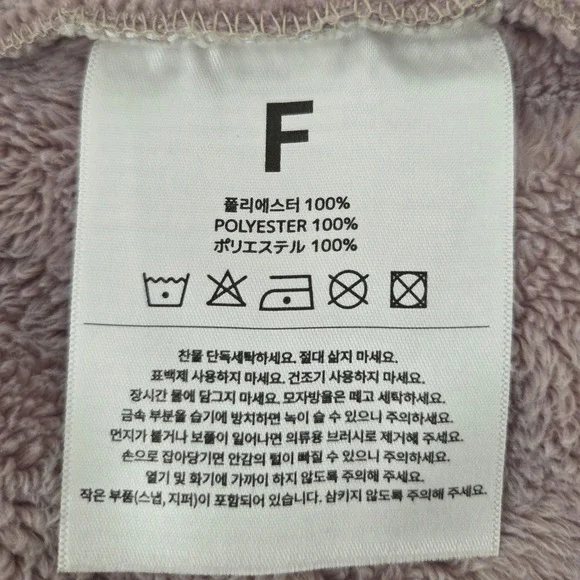 F
폴리에스터 100%
POLYESTER 100%
ポリエステル 100%
찬물 단독세탁하세요. 절대 삶지 마세요.
표백제 사용하지 마세요. 건조기 사용하지 마세요.
장시간 물에 담그지 마세요. 모자방울은 떼고 세탁하세요.
금속 부분을 습기에 방치하면 녹이 슬 수 있으니 주의하세요.
먼지가 붙거나 보풀이 일어나면 의류용 브러시로 제거해 주세요.
손으로 잡아당기면 안감의 털이 빠질 수 있으니 주의해 주세요.
열기 및 화기에 가까이 하지 않도록 주의해 주세요.
작은 부품(스냅, 지퍼)이 포함되어 있습니다. 삼키지 않도록 주의해 주세요.